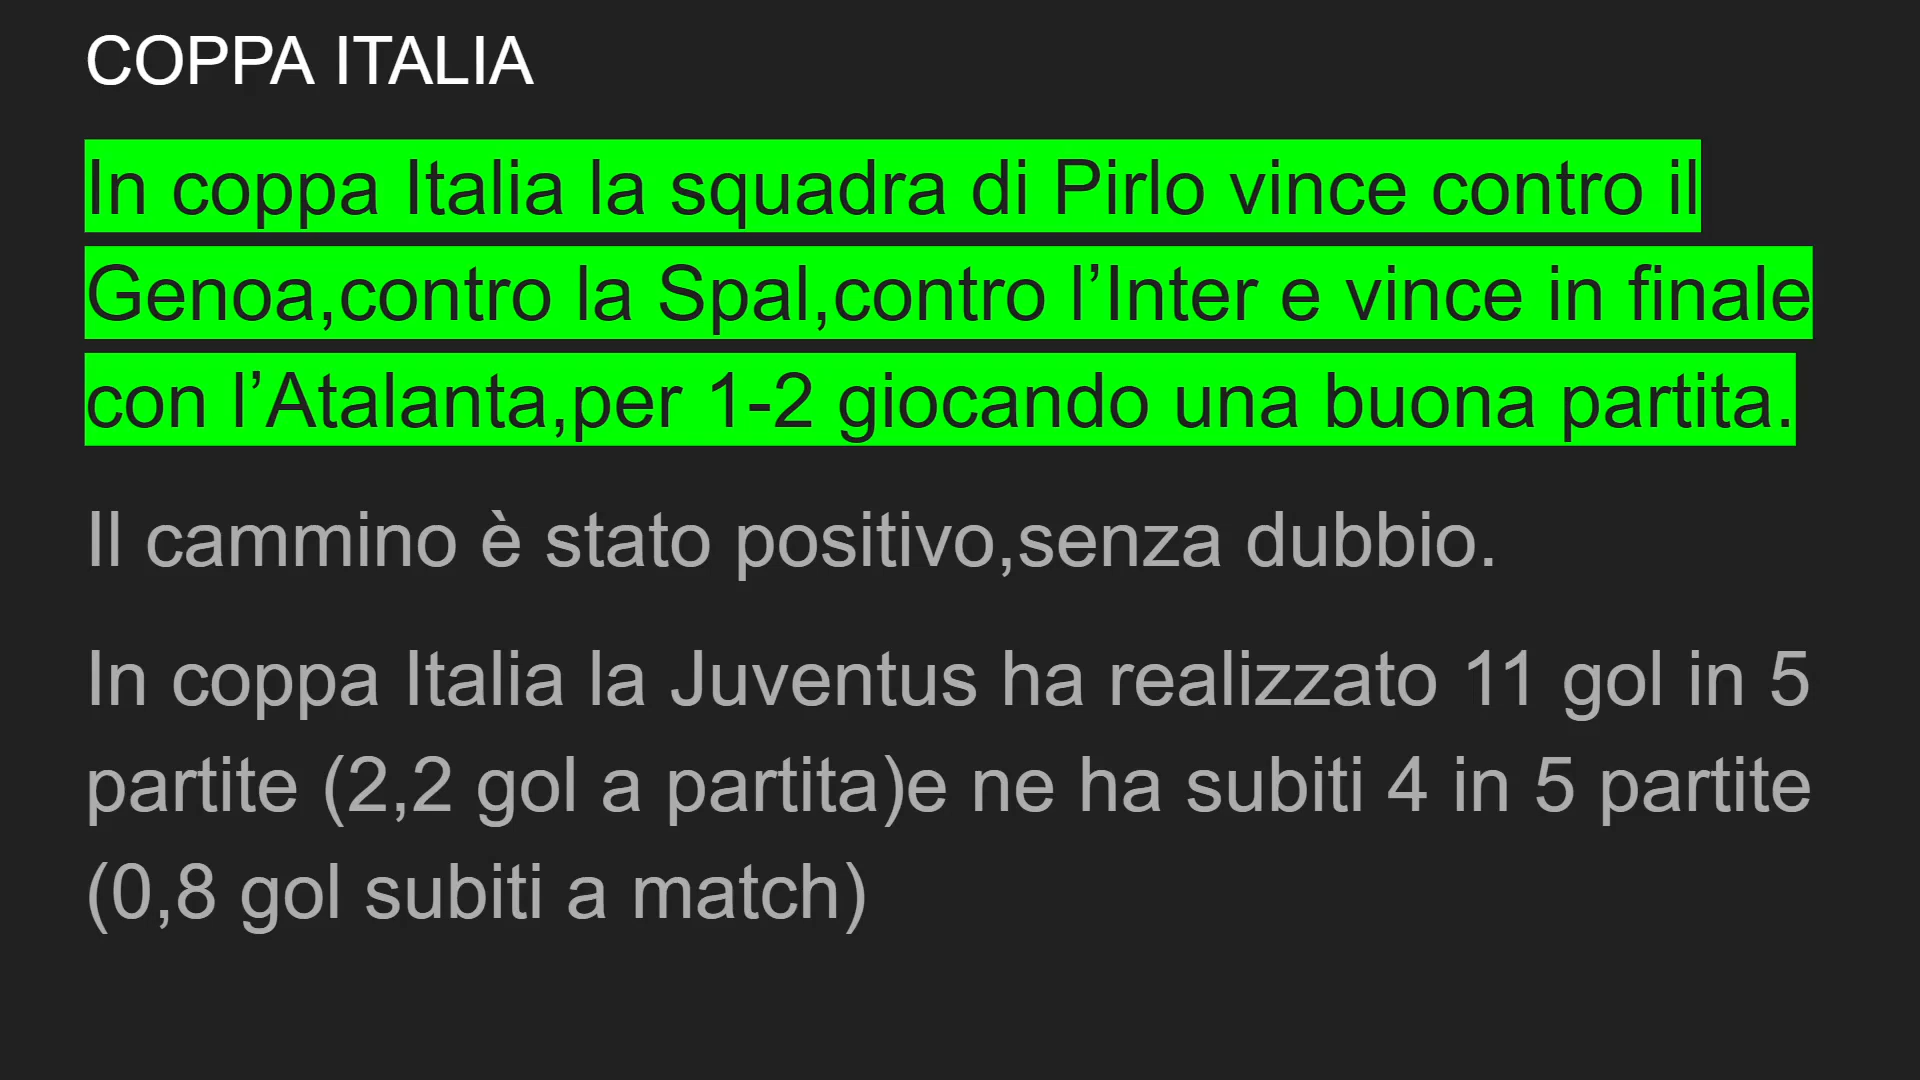 COPPA ITALIA
In coppa Italia la squadra di Pirlo vince contro il
Genoa,contro la Spal,contro l’Inter e vince in finale
con l’Atalanta,per 1-2 giocando una buona partita.
Il cammino è stato positivo,senza dubbio.
In coppa Italia la Juventus ha realizzato 11 gol in 5
partite (2,2 gol a partita)e ne ha subiti 4 in 5 partite
(0,8 gol subiti a match)